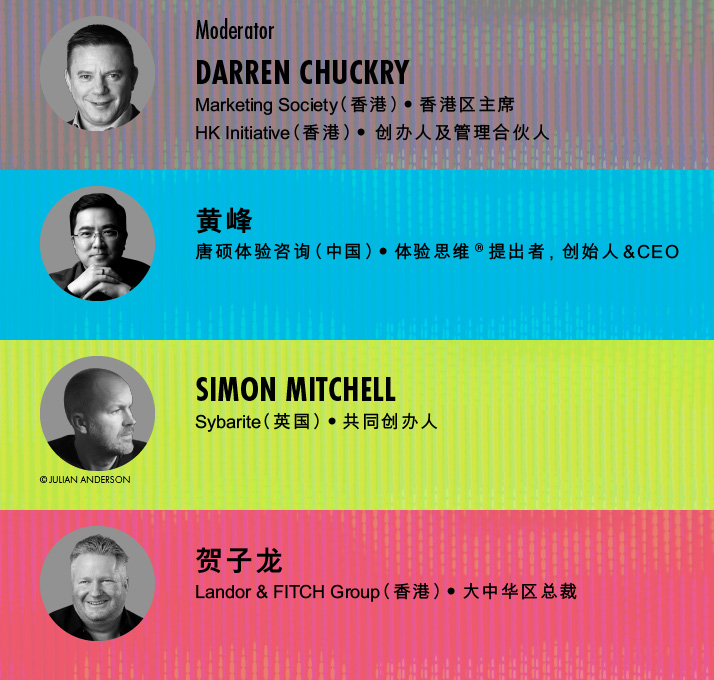 Moderator
DARREN CHUCKRY
Marketing Society（香港）• 香港区主席
HK Initiative（香港）• 创办人及管理合伙人
黄峰
唐硕体验咨询（中国）• 体验思维®提出者, 创始人&CEO
SIMON MITCHELL
Sybarite（英国）• 共同创办人
© JULIAN ANDERSON
贺子龙
Landor & FITCH Group（香港）• 大中华区总裁